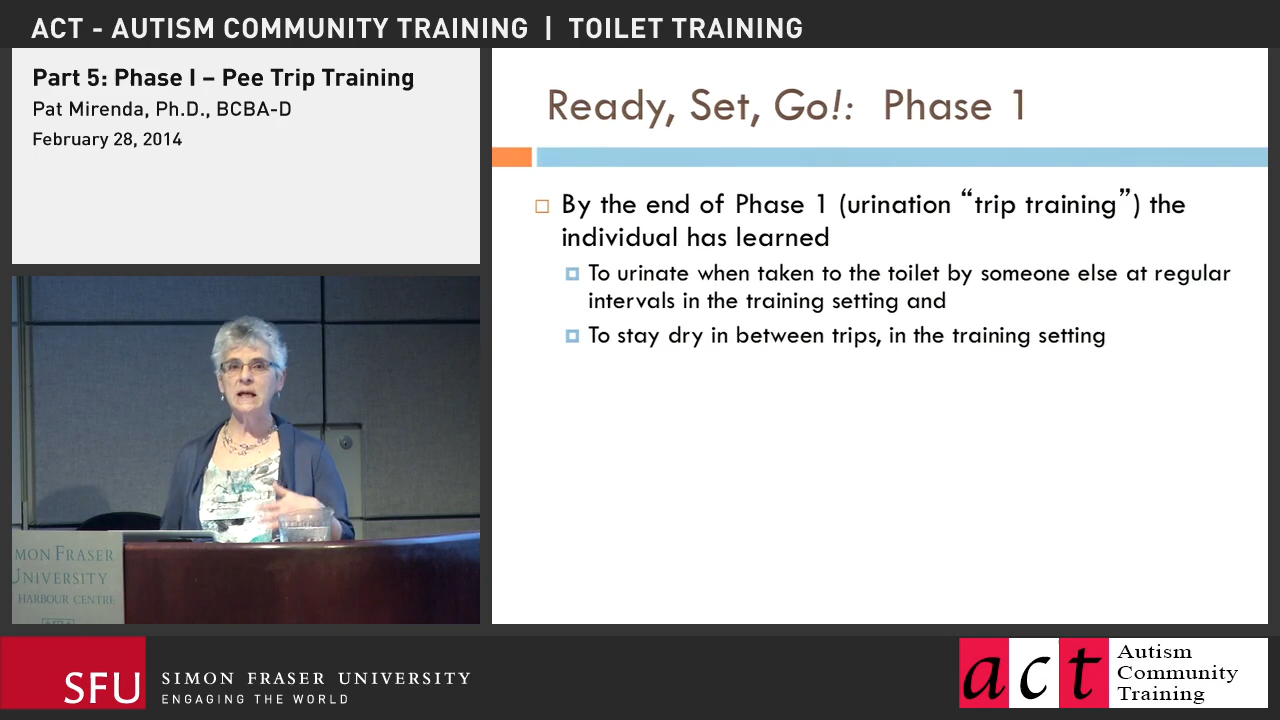 ACT - AUTISM COMMUNITY TRAINING | TOILET TRAINING
Part 5: Phase I – Pee Trip Training
Pat Mirenda, Ph.D., BCBA-D
February 28, 2014
Ready, Set, Go!: Phase 1
By the end of Phase 1 (urination “trip training”) the
individual has learned
To urinate when taken to the toilet by someone else at regular
intervals in the training setting and
To stay dry in between trips, in the training setting
MON FRASER
UNIVERSITY
HARBOUR CENTRE
SFU
SIMON FRASER UNIVERSITY
ENGAGING THE WORLD
act
Autism
Community
Training